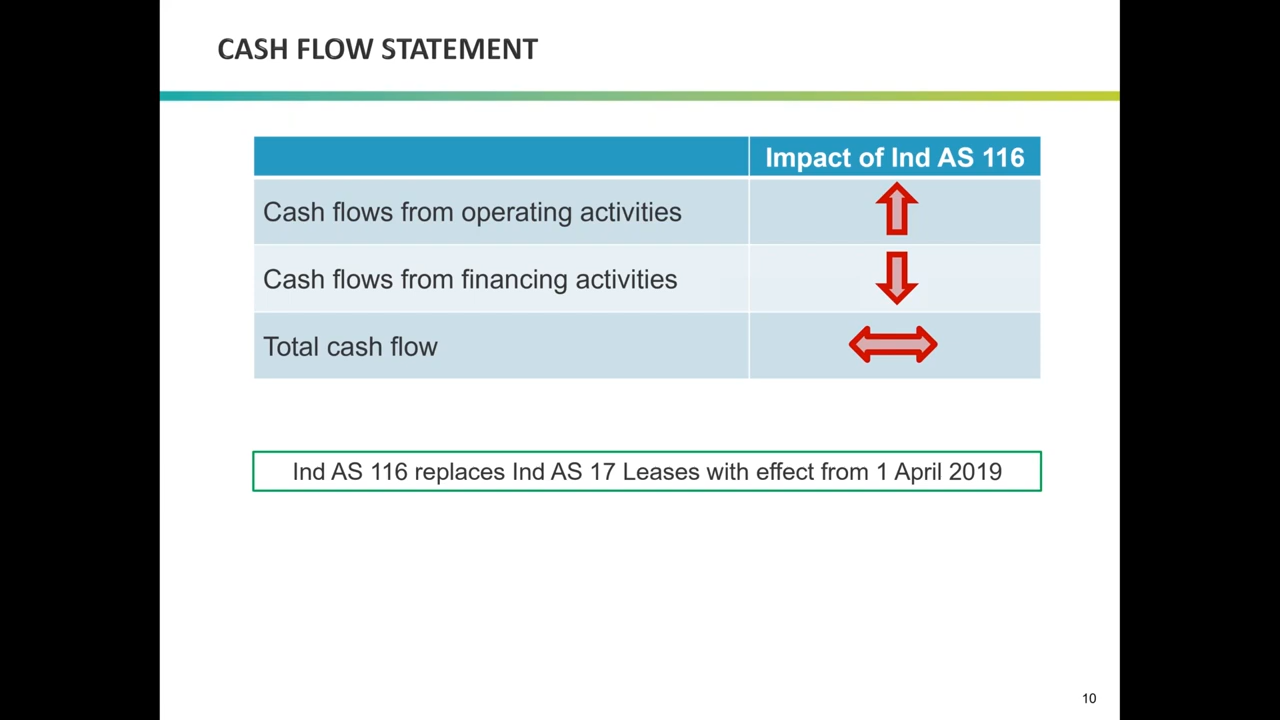 CASH FLOW STATEMENT
Impact of Ind AS 116
Cash flows from operating activities
Cash flows from financing activities
Total cash flow
Ind AS 116 replaces Ind AS 17 Leases with effect from 1 April 2019
10